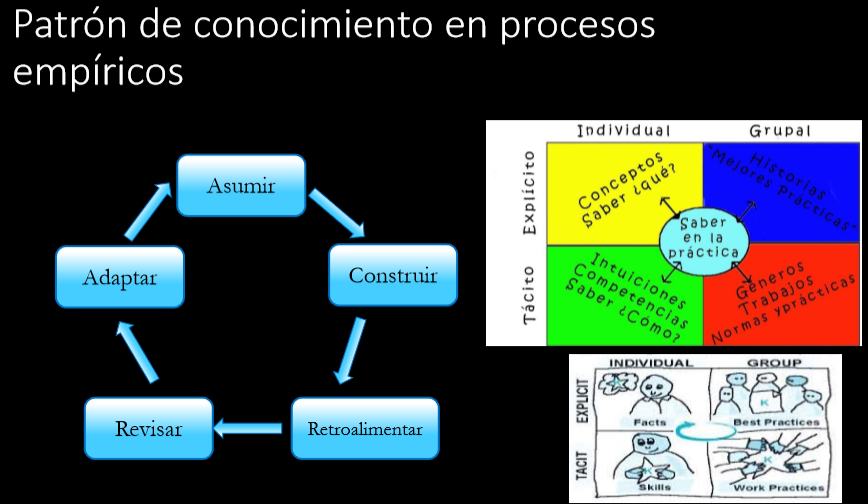 Patrón de conocimiento en procesos
empíricos
Asumir
Construir
Retroalimentar
Revisar
Adaptar
Individual
Grupal
Explícito
Tácito
Conceptos
Saber ¿qué?
Historias
"Mejores prácticas"
Saber
en la
práctica
Intuiciones
Competencias
Saber ¿Cómo?
Géneros
Trabajos
Normas yprácticas
INDIVIDUAL
GROUP
EXPLICIT
TACIT
K
Facts
K
Best Practices
K
Skills
K
Work Practices